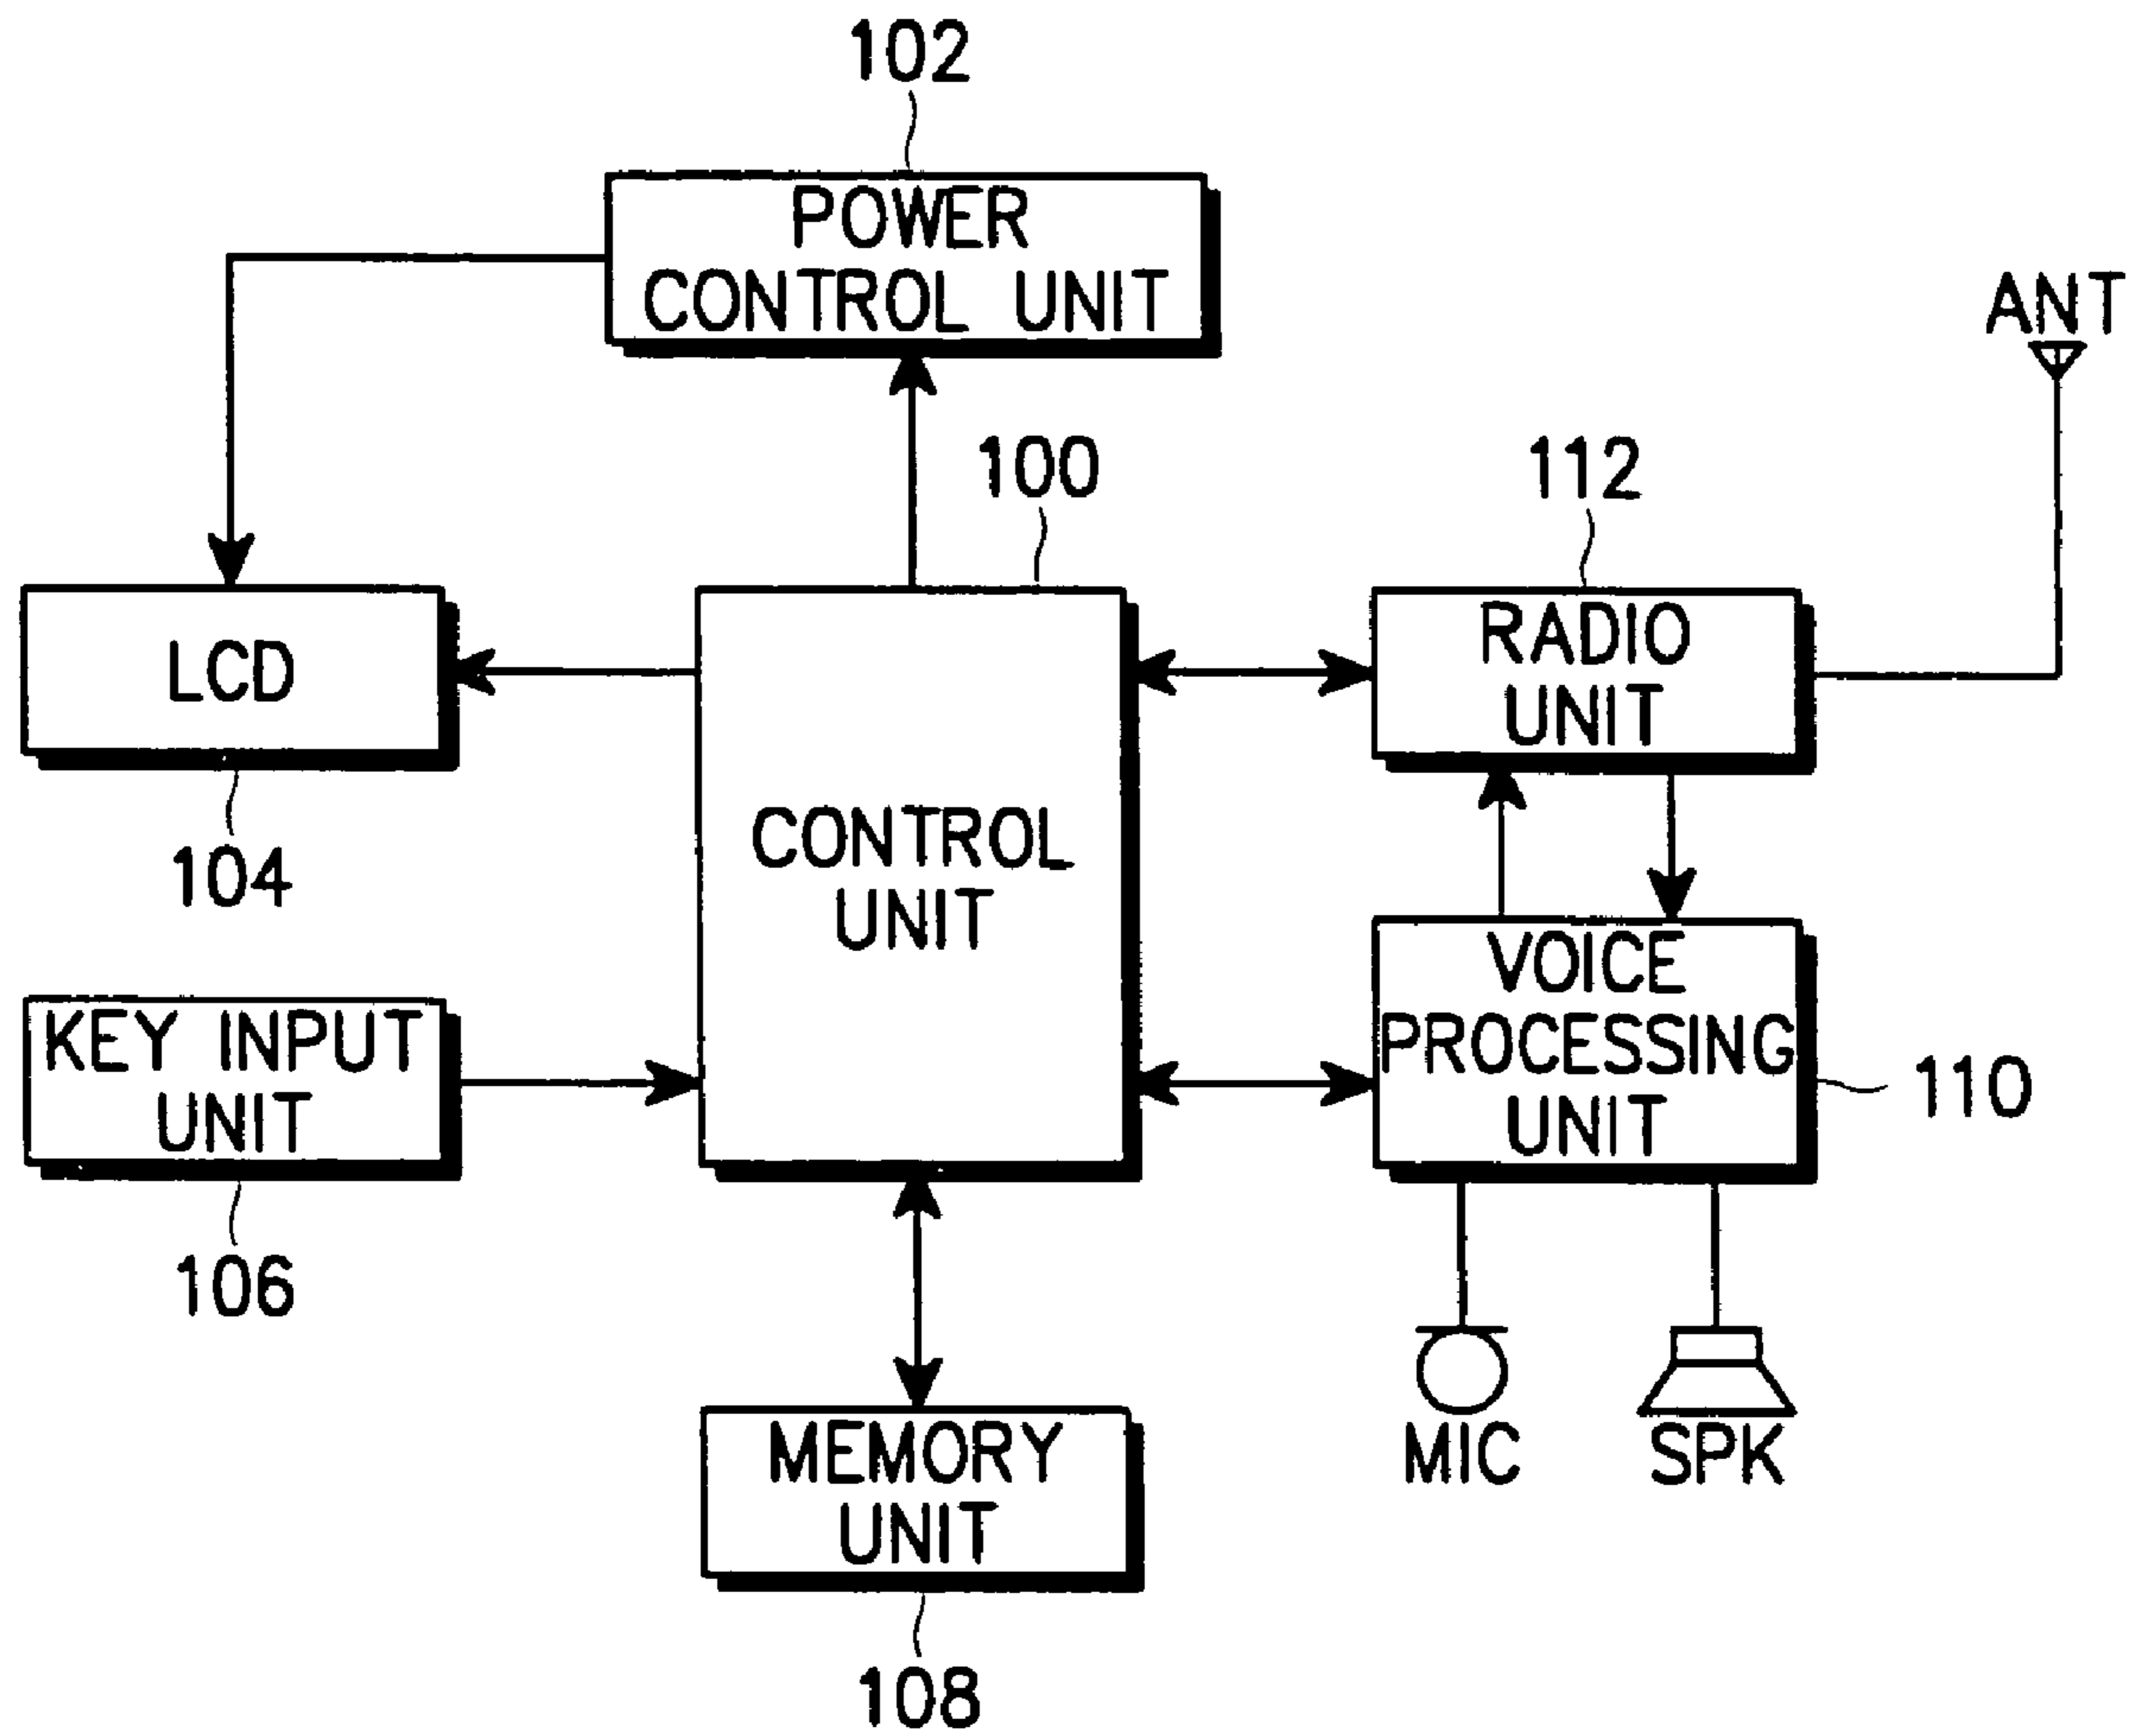 102
POWER
CONTROL UNIT
ANT
100
112
LCD
RADIO
UNIT
104
CONTROL
UNIT
KEY INPUT
UNIT
VOICE
PROCESSING
UNIT
110
106
MIC
SPK
MEMORY
UNIT
108